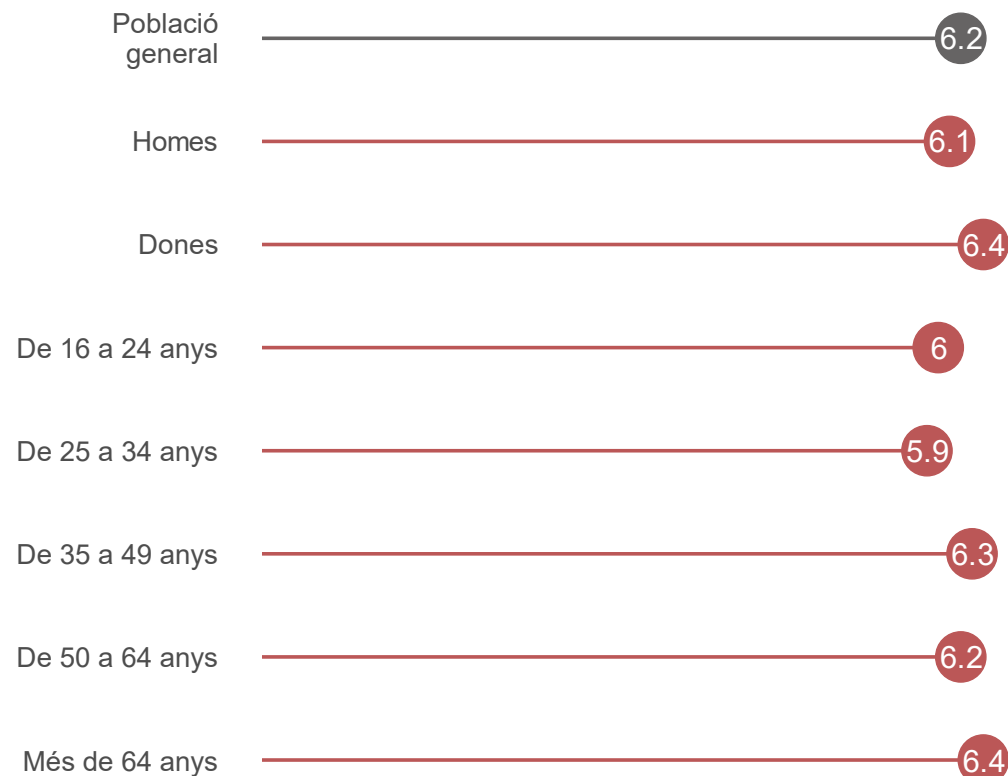 Població
general
6.2
Homes
6.1
Dones
6.4
De 16 a 24 anys
6
De 25 a 34 anys
5.9
De 35 a 49 anys
6.3
De 50 a 64 anys
6.2
Més de 64 anys
6.4